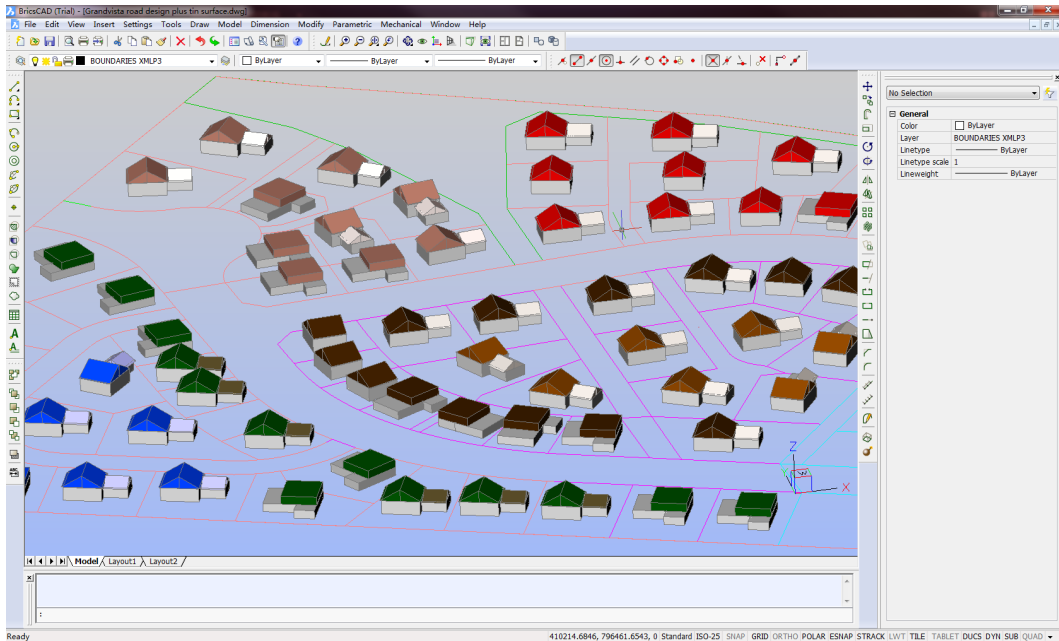 BricsCAD (Trial) - [Grandvista road design plus tin surface.dwg]
File Edit View Insert Settings Tools Draw Model Dimension Modify Parametric Mechanical Window Help
BOUNDARIES XMLP3 ByLayer ByLayer ByLayer
No Selection
General
Color ByLayer
Layer BOUNDARIES XMLP3
Linetype ByLayer
Linetype scale 1
Lineweight ByLayer
Z
X
Model Layout1 Layout2
:
Ready 410214.6846, 796461.6543, 0 Standard ISO-25 SNAP GRID ORTHO POLAR ESNAP STRACK LWT TILE TABLET DUCS DYN SUB QUAD